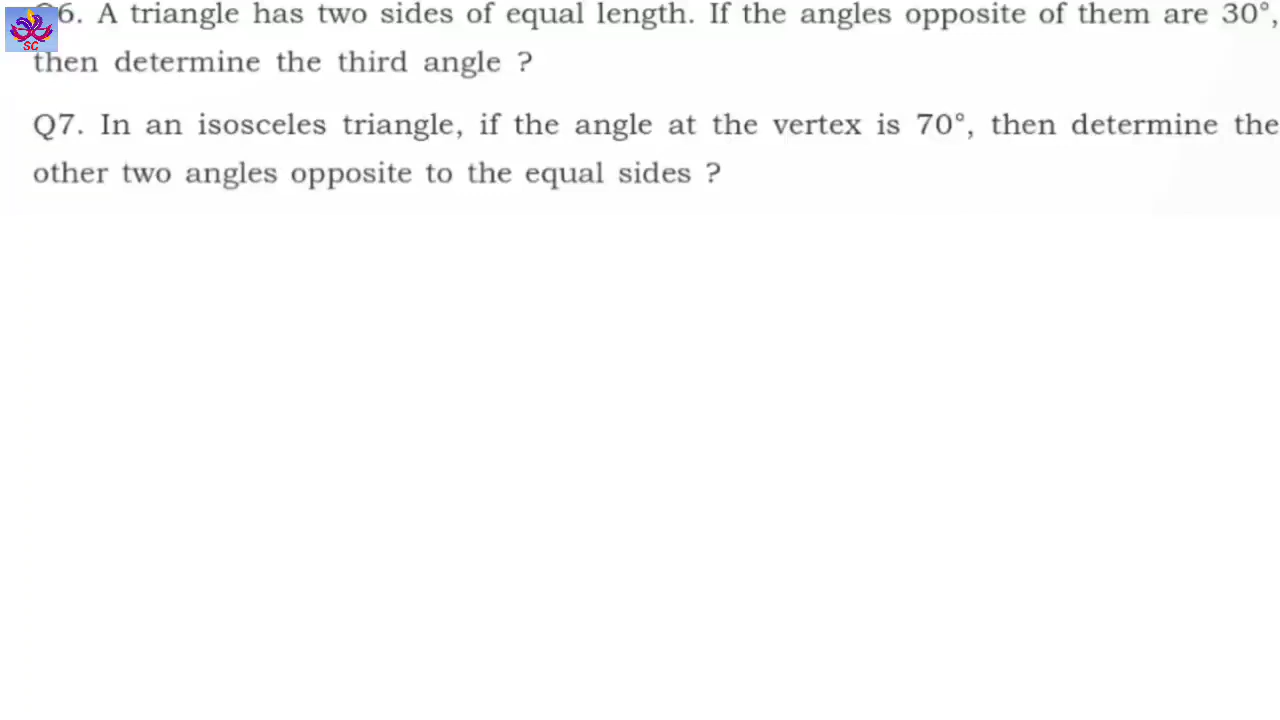 6. A triangle has two sides of equal length. If the angles opposite of them are 30°,
then determine the third angle ?
Q7. In an isosceles triangle, if the angle at the vertex is 70°, then determine the
other two angles opposite to the equal sides ?
SC